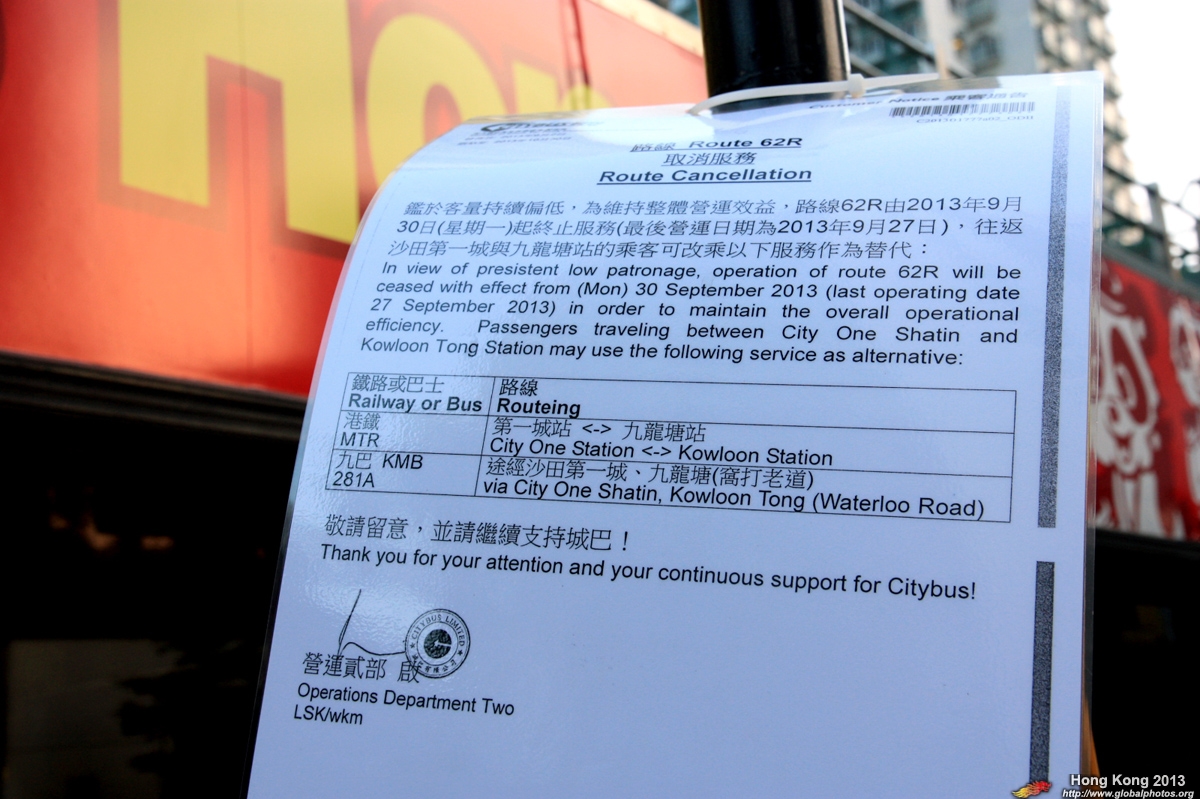 Hon
Customer Notice 乘客通告
路線 Route 62R
取消服務
Route Cancellation
鑑於客量持續偏低，為維持整體營運效益，路線62R由2013年9月
30日(星期一)起終止服務(最後營運日期為2013年9月27日)，往返
沙田第一城與九龍塘站的乘客可改乘以下服務作為替代：
In view of presistent low patronage, operation of route 62R will be
ceased with effect from (Mon) 30 September 2013 (last operating date
27 September 2013) in order to maintain the overall operational
efficiency. Passengers traveling between City One Shatin and
Kowloon Tong Station may use the following service as alternative:
鐵路或巴士 路線
Railway or Bus Routeing
港鐵 第一城站 <-> 九龍塘站
MTR City One Station <-> Kowloon Station
九巴 KMB 途經沙田第一城、九龍塘(窩打老道)
281A via City One Shatin, Kowloon Tong (Waterloo Road)
敬請留意，並請繼續支持城巴！
Thank you for your attention and your continuous support for Citybus!
CITYBUS LIMITED
營運貳部 啟
Operations Department Two
LSK/wkm
Hong Kong 2013
http://www.globalphotos.org